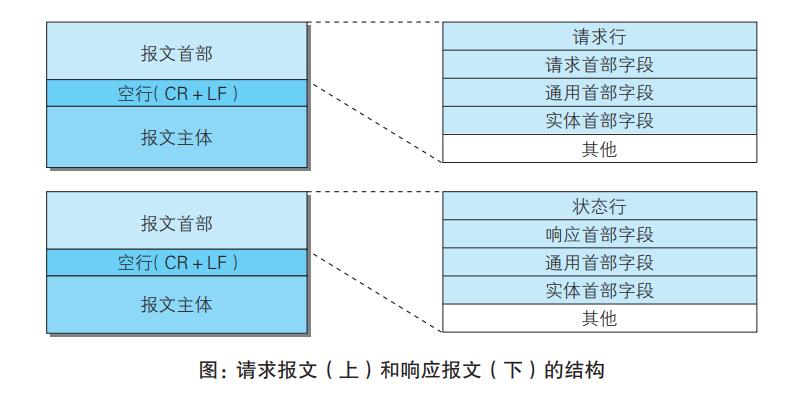 报文首部
空行(CR+LF)
报文主体
请求行
请求首部字段
通用首部字段
实体首部字段
其他
报文首部
空行(CR+LF)
报文主体
状态行
响应首部字段
通用首部字段
实体首部字段
其他
图：请求报文（上）和响应报文（下）的结构